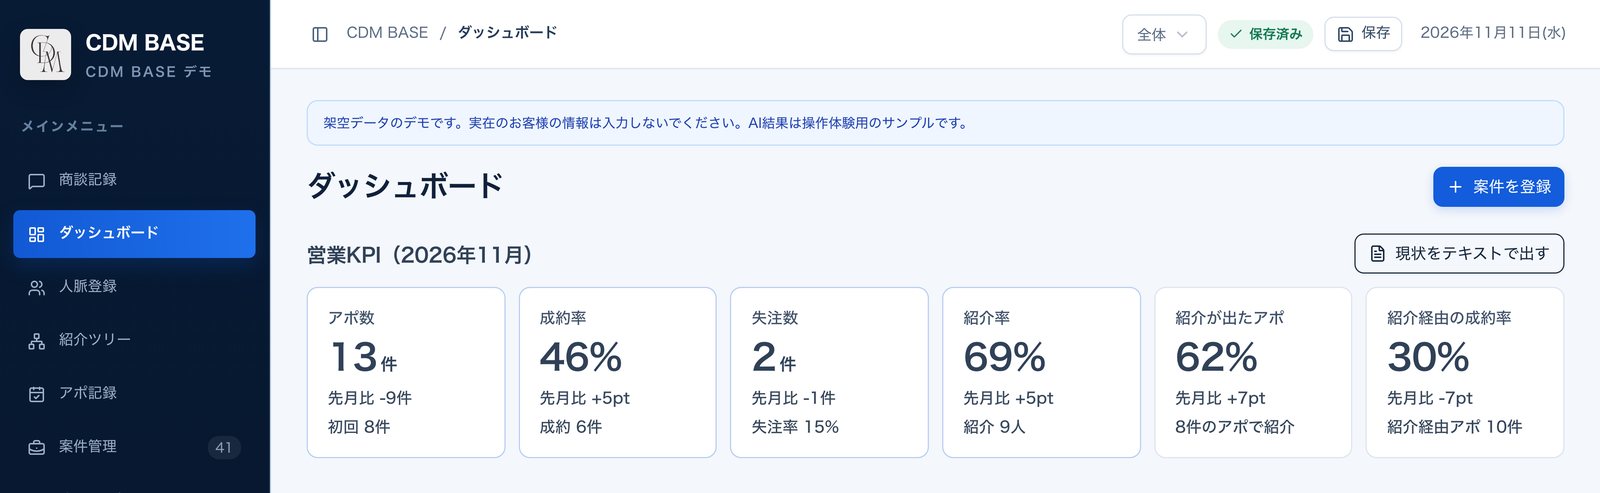 CDM
CDM BASE
CDM BASE デモ
メインメニュー
商談記録
ダッシュボード
人脈登録
紹介ツリー
アポ記録
案件管理
41
CDM BASE / ダッシュボード
全体
保存済み
保存
2026年11月11日(水)
架空データのデモです。実在のお客様の情報は入力しないでください。AI結果は操作体験用のサンプルです。
ダッシュボード
+ 案件を登録
営業KPI（2026年11月）
現状をテキストで出す
アポ数
13件
先月比 -9件
初回 8件
成約率
46%
先月比 +5pt
成約 6件
失注数
2件
先月比 -1件
失注率 15%
紹介率
69%
先月比 +5pt
紹介 9人
紹介が出たアポ
62%
先月比 +7pt
8件のアポで紹介
紹介経由の成約率
30%
先月比 -7pt
紹介経由アポ 10件